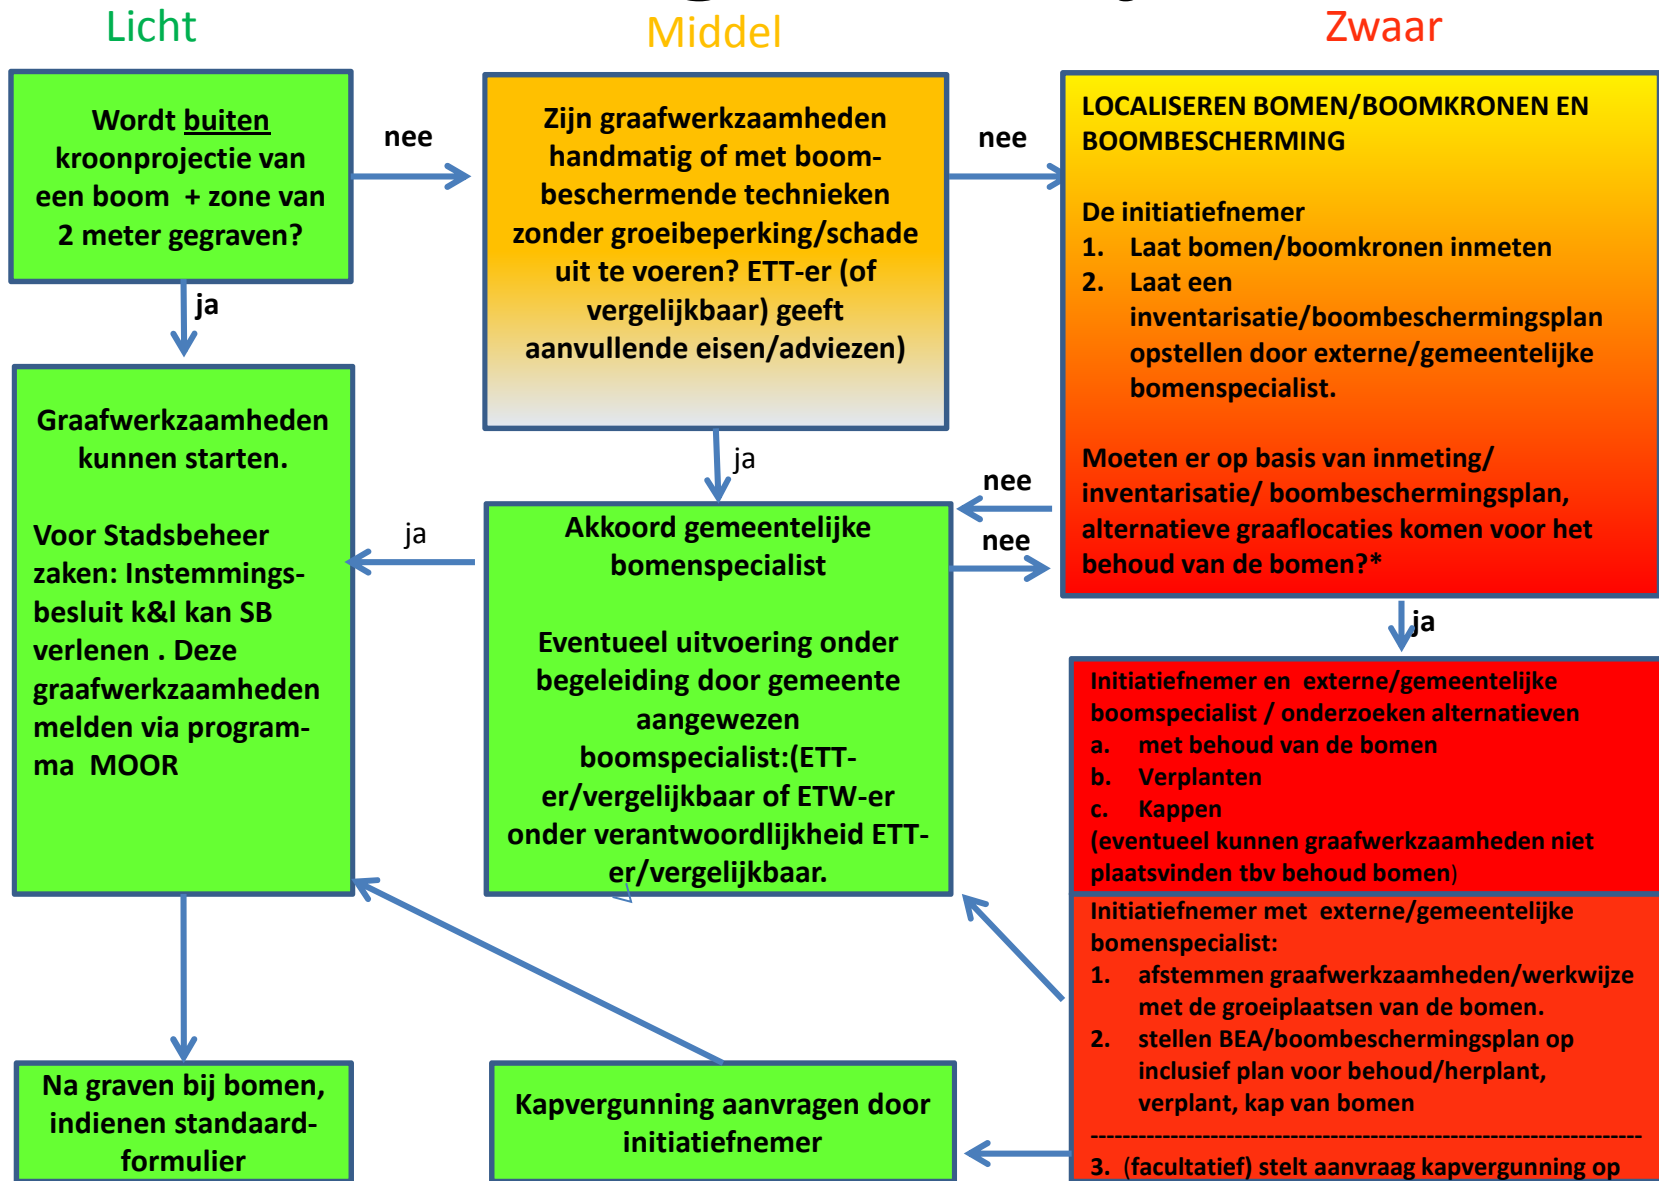 Licht
Middel
Zwaar
Wordt buiten
kroonprojectie van
een boom + zone van
2 meter gegraven?
nee
ja
Zijn graafwerkzaamheden
handmatig of met boom-
beschermende technieken
zonder groeibeperking/schade
uit te voeren? ETT-er (of
vergelijkbaar) geeft
aanvullende eisen/adviezen)
nee
ja
LOCALISEREN BOMEN/BOOMKRONEN EN
BOOMBESCHERMING
De initiatiefnemer
1. Laat bomen/boomkronen inmeten
2. Laat een
inventarisatie/boombeschermingsplan
opstellen door externe/gemeentelijke
bomenspecialist.
Moeten er op basis van inmeting/
inventarisatie/ boombeschermingsplan,
alternatieve graaflocaties komen voor het
behoud van de bomen?*
nee
nee
ja
Graafwerkzaamheden
kunnen starten.
Voor Stadsbeheer
zaken: Instemmings-
besluit k&l kan SB
verlenen . Deze
graafwerkzaamheden
melden via program-
ma MOOR
ja
Akkoord gemeentelijke
bomenspecialist
Eventueel uitvoering onder
begeleiding door gemeente
aangewezen
boomspecialist:(ETT-
er/vergelijkbaar of ETW-er
onder verantwoordelijkheid ETT-
er/vergelijkbaar.
Initiatiefnemer en externe/gemeentelijke
boomspecialist / onderzoeken alternatieven
a. met behoud van de bomen
b. Verplanten
c. Kappen
(eventueel kunnen graafwerkzaamheden niet
plaatsvinden tbv behoud bomen)
Initiatiefnemer met externe/gemeentelijke
bomenspecialist:
1. afstemmen graafwerkzaamheden/werkwijze
met de groeiplaatsen van de bomen.
2. stellen BEA/boombeschermingsplan op
inclusief plan voor behoud/herplant,
verplant, kap van bomen
---------------------------------------------------------------------
3. (facultatief) stelt aanvraag kapvergunning op
Na graven bij bomen,
indienen standaard-
formulier
Kapvergunning aanvragen door
initiatiefnemer